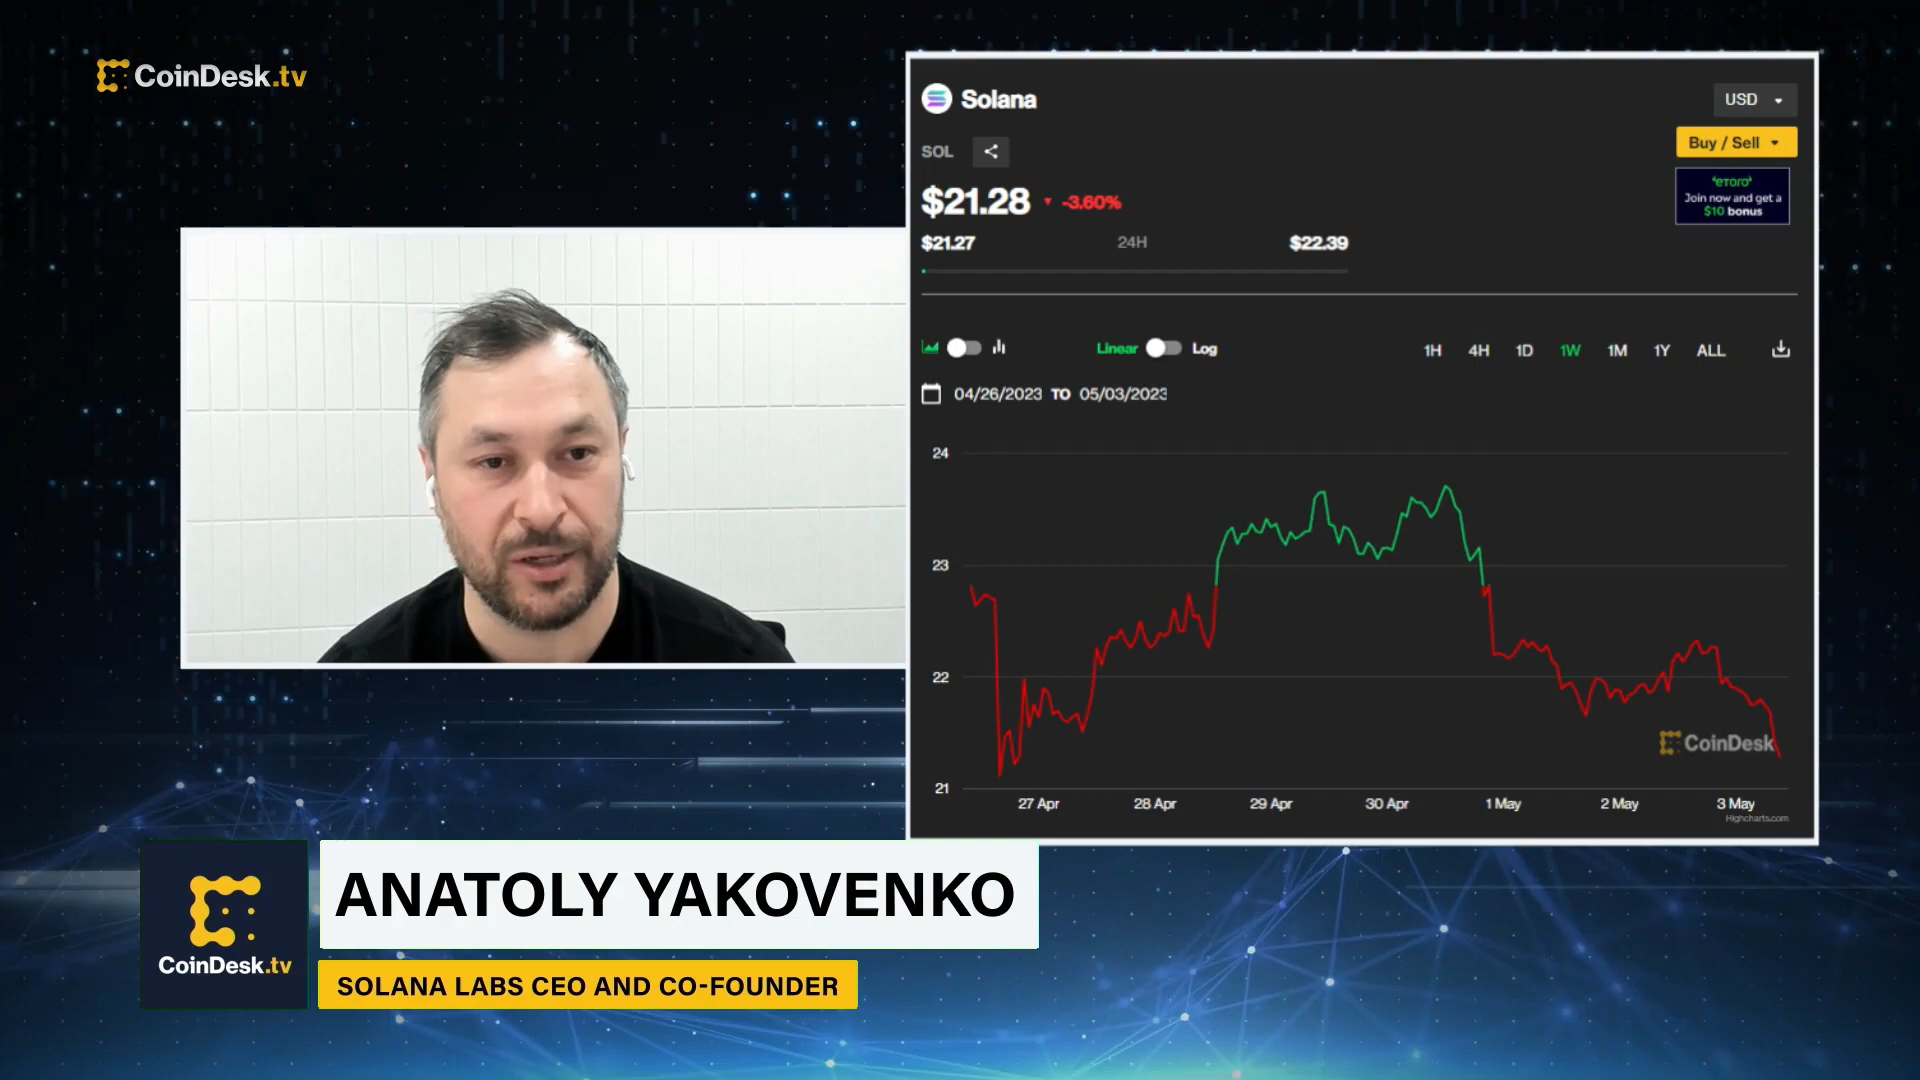 CoinDesk.tv
Solana
USD
Buy / Sell
SOL
eToro
Join now and get a
$10 bonus
$21.28 -3.60%
$21.27 24H $22.39
Linear Log
1H 4H 1D 1W 1M 1Y ALL
04/26/2023 TO 05/03/2023
24
23
22
21
CoinDesk
27 Apr 28 Apr 29 Apr 30 Apr 1 May 2 May 3 May
Highcharts.com
CoinDesk.tv
ANATOLY YAKOVENKO
SOLANA LABS CEO AND CO-FOUNDER